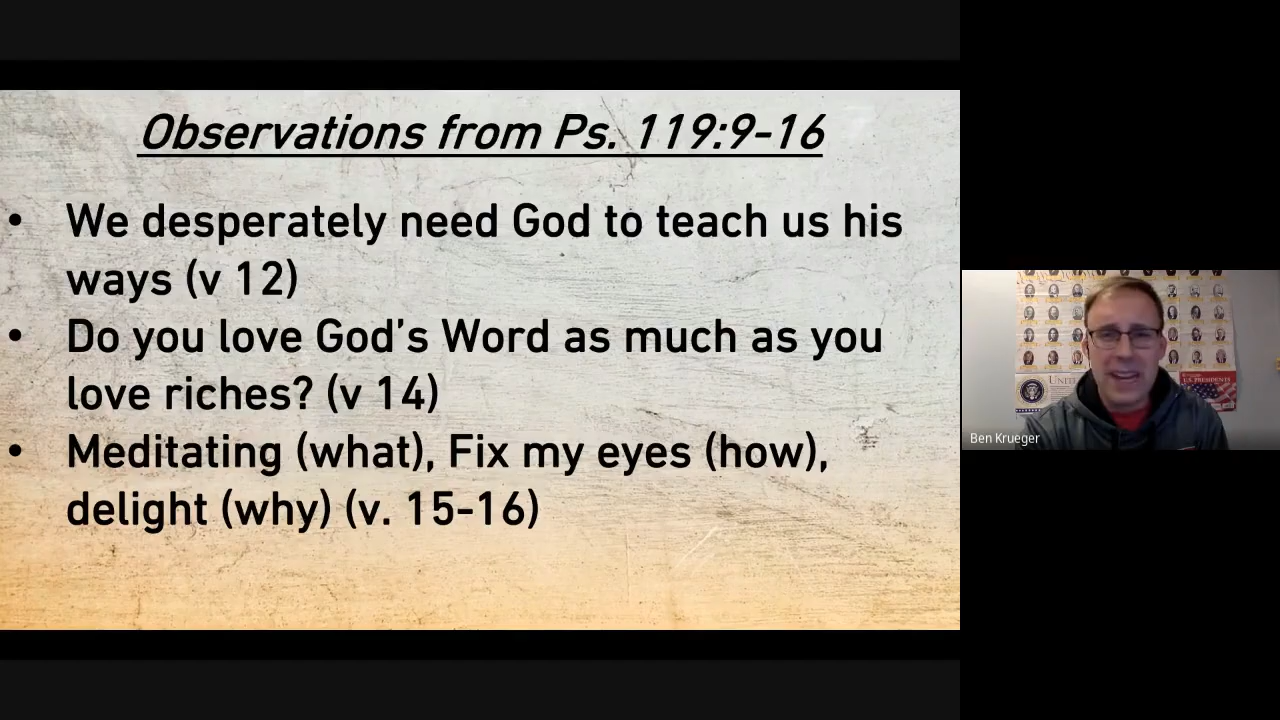 Observations from Ps. 119:9-16
• We desperately need God to teach us his
ways (v 12)
• Do you love God’s Word as much as you
love riches? (v 14)
• Meditating (what), Fix my eyes (how),
delight (why) (v. 15-16)
Ben Krueger
U.S. PRESIDENTS